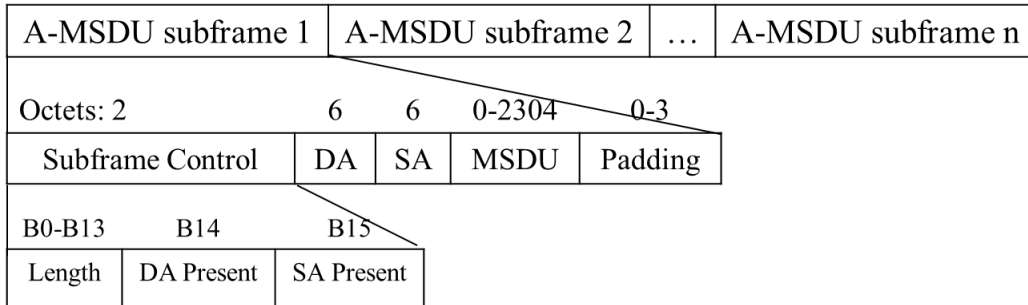 A-MSDU subframe 1 A-MSDU subframe 2 … A-MSDU subframe n
Octets: 2 6 6 0-2304 0-3
Subframe Control DA SA MSDU Padding
B0-B13 B14 B15
Length DA Present SA Present